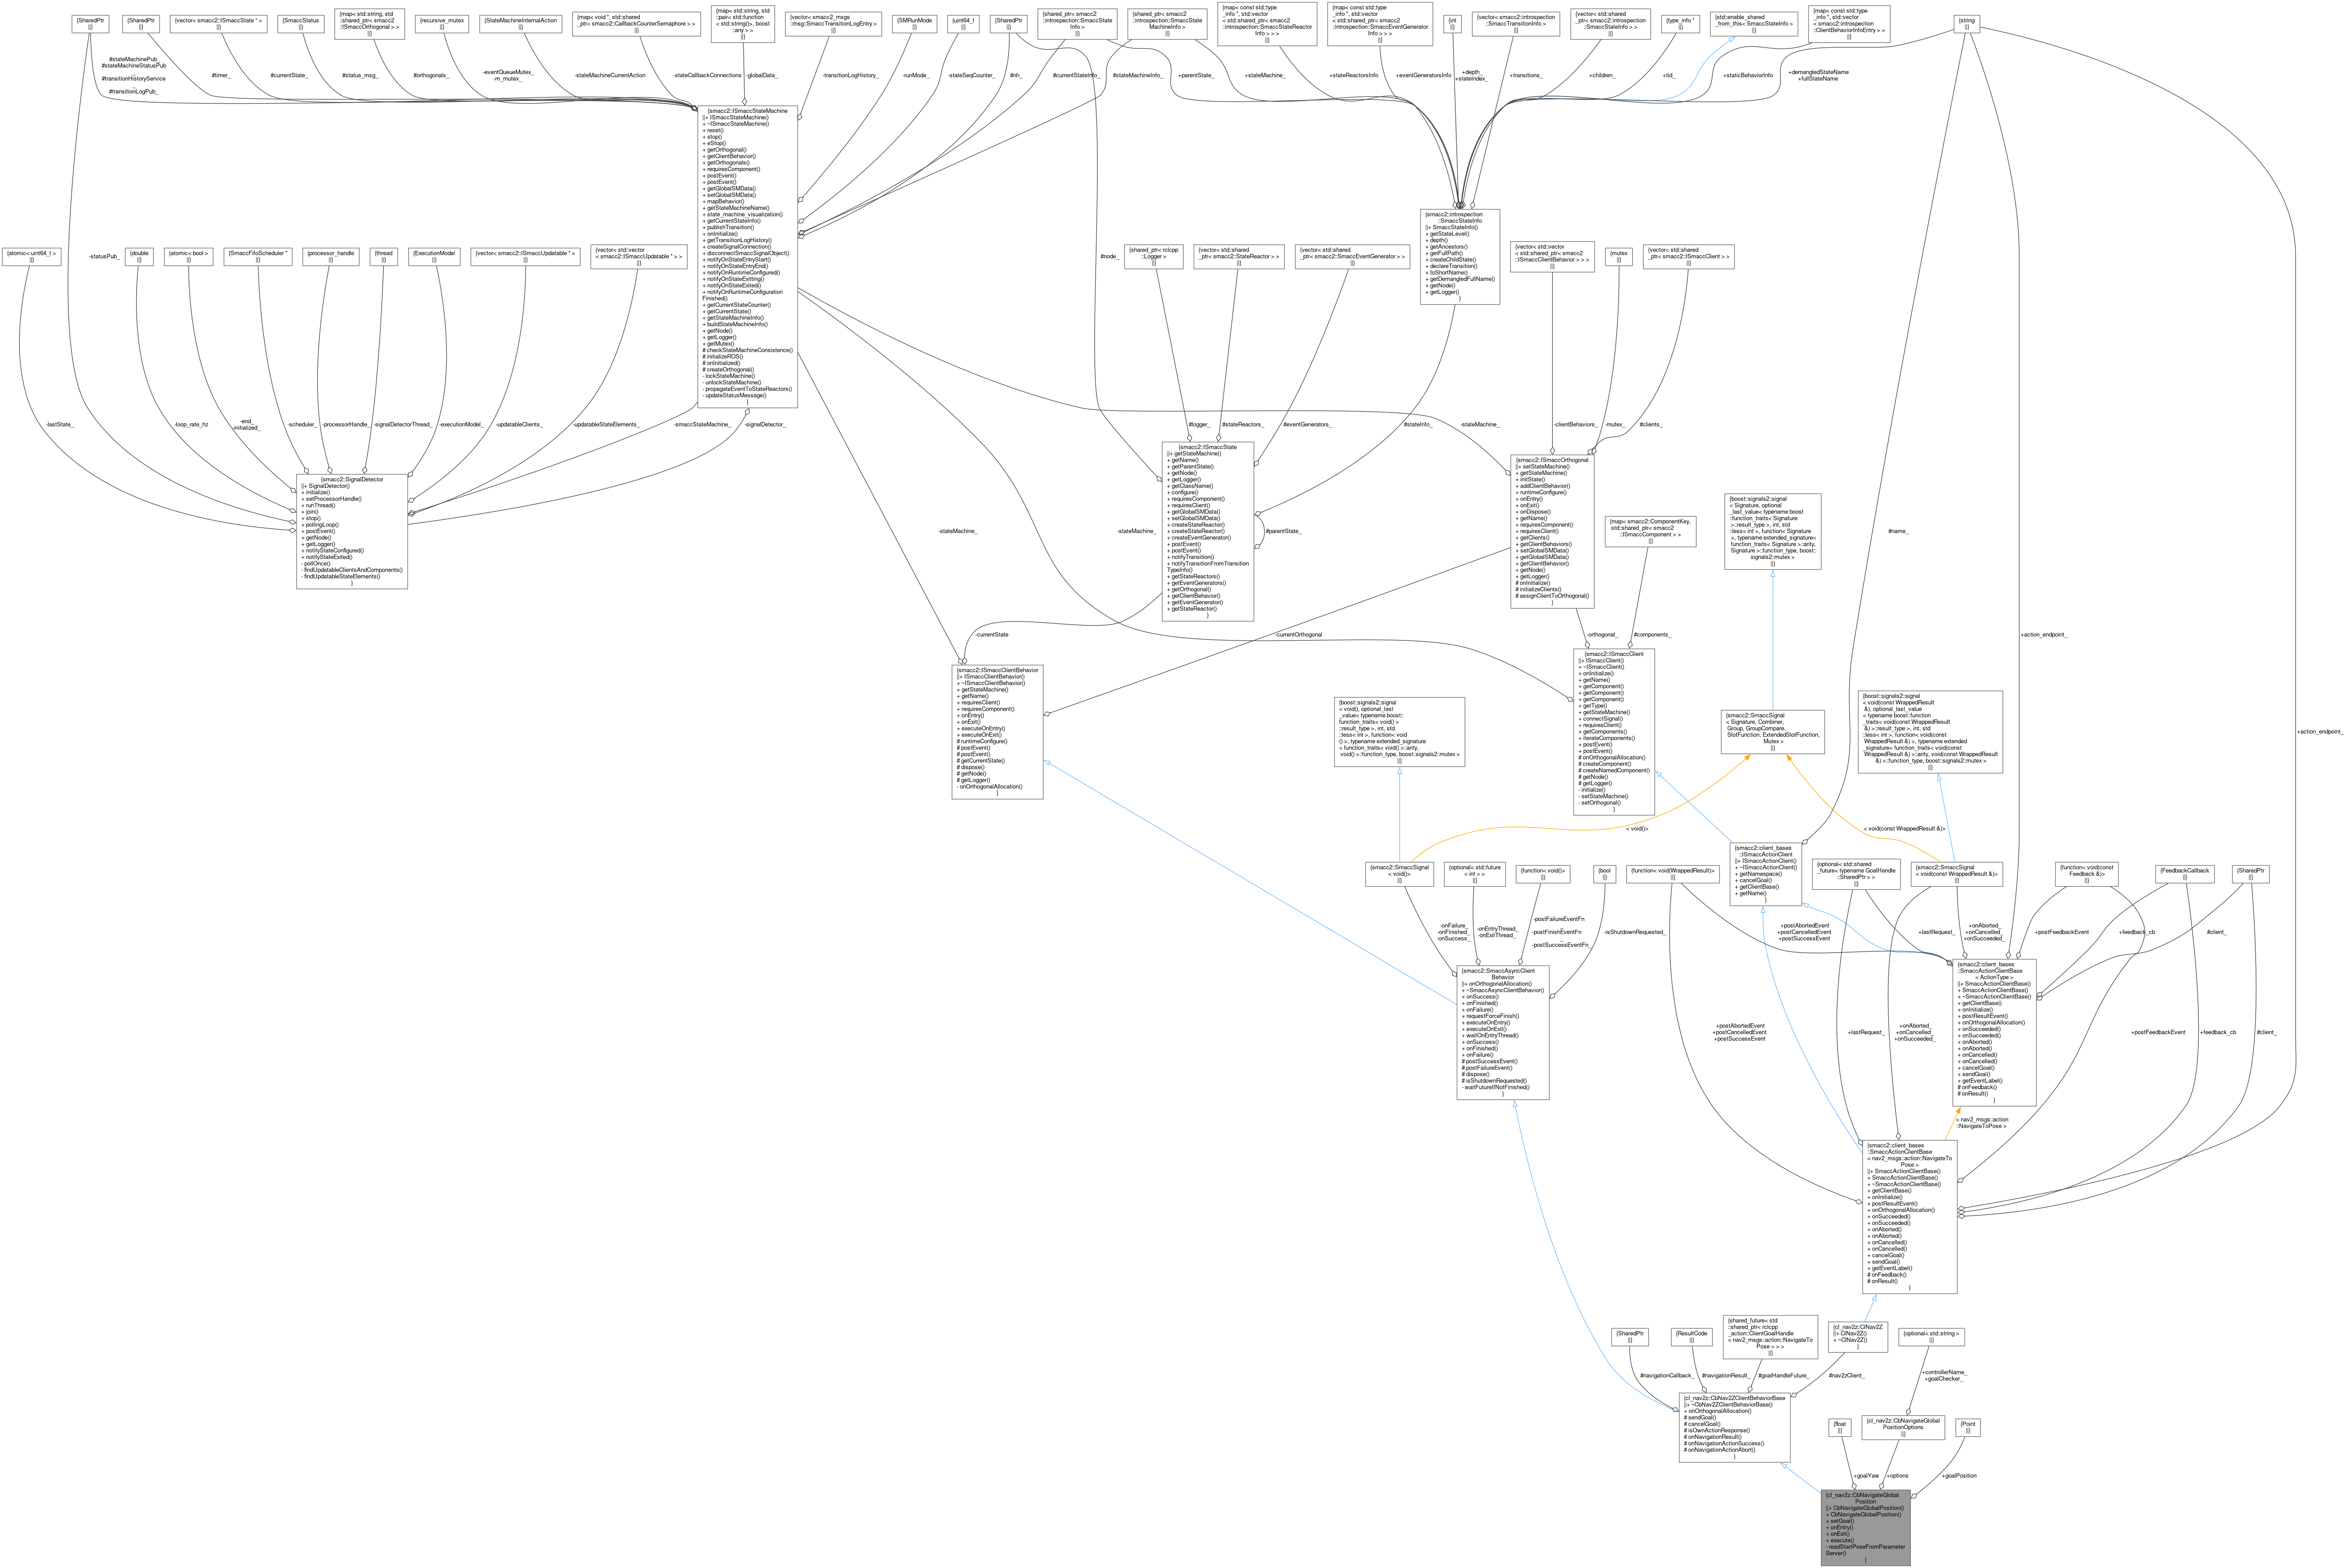 {SharedPtr
||}
{SharedPtr
||}
{vector< smacc2::ISmaccState * >
||}
{SmaccStatus
||}
{map< std::string, std
::shared_ptr< smacc2
::ISmaccOrthogonal > >
||}
{recursive_mutex
||}
{StateMachineInternalAction
||}
{map< void *, std::shared
_ptr< smacc2::CallbackCounterSemaphore > >
||}
{map< std::string, std
::pair< std::function
< std::string()>, boost
::any > >
||}
{vector< smacc2_msgs
::msg::SmaccTransitionLogEntry >
||}
{SMRunMode
||}
{uint64_t
||}
{SharedPtr
||}
{shared_ptr< smacc2
::introspection::SmaccState
Info >
||}
{shared_ptr< smacc2
::introspection::SmaccState
MachineInfo >
||}
{map< const std::type
_info *, std::vector
< std::shared_ptr< smacc2
::introspection::SmaccStateReactor
Info > > >
||}
{map< const std::type
_info *, std::vector
< std::shared_ptr< smacc2
::introspection::SmaccEventGenerator
Info > > >
||}
{int
||}
{vector< smacc2::introspection
::SmaccTransitionInfo >
||}
{vector< std::shared
_ptr< smacc2::introspection
::SmaccStateInfo > >
||}
{type_info *
||}
{std::enable_shared
_from_this< SmaccStateInfo >
||}
{map< const std::type
_info *, std::vector
< smacc2::introspection
::ClientBehaviorInfoEntry > >
||}
{string
||}
#stateMachinePub_
#stateMachineStatusPub
_
#transitionHistoryService
_
#transitionLogPub_
#timer_
#currentState_
#status_msg_
#orthogonals_
-eventQueueMutex_
-m_mutex_
-stateMachineCurrentAction
-stateCallbackConnections
-globalData_
-transitionLogHistory_
-runMode_
-stateSeqCounter_
#nh_
#currentStateInfo_
#stateMachineInfo_
+parentState_
+stateMachine_
+stateReactorsInfo
+eventGeneratorsInfo
+depth_
+stateIndex_
+transitions_
+children_
+tid_
+staticBehaviorInfo
+demangledStateName
+fullStateName
{smacc2::ISmaccStateMachine
||+ ISmaccStateMachine()
+ ~ISmaccStateMachine()
+ reset()
+ stop()
+ eStop()
+ getOrthogonal()
+ getClientBehavior()
+ getOrthogonals()
+ requiresComponent()
+ postEvent()
+ postEvent()
+ getGlobalSMData()
+ setGlobalSMData()
+ mapBehavior()
+ getStateMachineName()
+ state_machine_visualization()
+ getCurrentStateInfo()
+ publishTransition()
+ onInitialize()
+ getTransitionLogHistory()
+ createSignalConnection()
+ disconnectSmaccSignalObject()
+ notifyOnStateEntryStart()
+ notifyOnStateEntryEnd()
+ notifyOnRuntimeConfigured()
+ notifyOnStateExitting()
+ notifyOnStateExited()
+ notifyOnRuntimeConfiguration
Finished()
+ getCurrentStateCounter()
+ getCurrentState()
+ getStateMachineInfo()
+ buildStateMachineInfo()
+ getNode()
+ getLogger()
+ getMutex()
# checkStateMachineConsistence()
# initializeROS()
# onInitialized()
# createOrthogonal()
- lockStateMachine()
- unlockStateMachine()
- propagateEventToStateReactors()
- updateStatusMessage()
}
{smacc2::introspection
::SmaccStateInfo
||+ SmaccStateInfo()
+ getStateLevel()
+ depth()
+ getAncestors()
+ getFullPath()
+ createChildState()
+ declareTransition()
+ toShortName()
+ getDemangledFullName()
+ getNode()
+ getLogger()
}
{atomic< uint64_t >
||}
-statusPub_
{double
||}
{atomic< bool >
||}
{SmaccFifoScheduler *
||}
{processor_handle
||}
{thread
||}
{ExecutionModel
||}
{vector< smacc2::ISmaccUpdatable * >
||}
{vector< std::vector
< smacc2::ISmaccUpdatable * > >
||}
#node_
{shared_ptr< rclcpp
::Logger >
||}
{vector< std::shared
_ptr< smacc2::StateReactor > >
||}
{vector< std::shared
_ptr< smacc2::SmaccEventGenerator > >
||}
{vector< std::vector
< std::shared_ptr< smacc2
::ISmaccClientBehavior > > >
||}
{mutex
||}
{vector< std::shared
_ptr< smacc2::ISmaccClient > >
||}
-lastState_
-loop_rate_hz
-end_
-initialized_
-scheduler_
-processorHandle_
-signalDetectorThread_
-executionModel_
-updatableClients_
-updatableStateElements_
-smaccStateMachine_
-signalDetector_
#logger_
#stateReactors_
#eventGenerators_
#stateInfo_
-stateMachine_
-clientBehaviors_
-mutex_
#clients_
{smacc2::SignalDetector
||+ SignalDetector()
+ initialize()
+ setProcessorHandle()
+ runThread()
+ join()
+ stop()
+ pollingLoop()
+ postEvent()
+ getNode()
+ getLogger()
+ notifyStateConfigured()
+ notifyStateExited()
- pollOnce()
- findUpdatableClientsAndComponents()
- findUpdatableStateElements()
}
{smacc2::ISmaccState
||+ getStateMachine()
+ getName()
+ getParentState()
+ getNode()
+ getLogger()
+ getClassName()
+ configure()
+ requiresComponent()
+ requiresClient()
+ getGlobalSMData()
+ setGlobalSMData()
+ createStateReactor()
+ createStateReactor()
+ createEventGenerator()
+ postEvent()
+ postEvent()
+ notifyTransition()
+ notifyTransitionFromTransition
TypeInfo()
+ getStateReactors()
+ getEventGenerators()
+ getOrthogonal()
+ getClientBehavior()
+ getEventGenerator()
+ getStateReactor()
}
#parentState_
{smacc2::ISmaccOrthogonal
||+ setStateMachine()
+ getStateMachine()
+ initState()
+ addClientBehavior()
+ runtimeConfigure()
+ onEntry()
+ onExit()
+ onDispose()
+ getName()
+ requiresComponent()
+ requiresClient()
+ getClients()
+ getClientBehaviors()
+ setGlobalSMData()
+ getGlobalSMData()
+ getClientBehavior()
+ getNode()
+ getLogger()
# onInitialize()
# initializeClients()
# assignClientToOrthogonal()
}
{map< smacc2::ComponentKey,
std::shared_ptr< smacc2
::ISmaccComponent > >
||}
{boost::signals2::signal
< Signature, optional
_last_value< typename boost
::function_traits< Signature
>::result_type >, int, std
::less< int >, function< Signature
>, typename extended_signature<
function_traits< Signature >::arity,
Signature >::function_type, boost::
signals2::mutex >
||}
#stateMachine_
-stateMachine_
#name_
-currentState
-currentOrthogonal
-orthogonal_
#components_
+action_endpoint_
+action_endpoint_
{smacc2::ISmaccClientBehavior
||+ ISmaccClientBehavior()
+ ~ISmaccClientBehavior()
+ getStateMachine()
+ getName()
+ requiresClient()
+ requiresComponent()
+ onEntry()
+ onExit()
+ executeOnEntry()
+ executeOnExit()
# runtimeConfigure()
# postEvent()
# postEvent()
# getCurrentState()
# dispose()
# getNode()
# getLogger()
- onOrthogonalAllocation()
}
{smacc2::ISmaccClient
||+ ISmaccClient()
+ ~ISmaccClient()
+ onInitialize()
+ getName()
+ getComponent()
+ getComponent()
+ getComponent()
+ getType()
+ getStateMachine()
+ connectSignal()
+ requiresClient()
+ getComponents()
+ iterateComponents()
+ postEvent()
+ postEvent()
# onOrthogonalAllocation()
# createComponent()
# createNamedComponent()
# getNode()
# getLogger()
- initialize()
- setStateMachine()
- setOrthogonal()
}
{boost::signals2::signal
< void(), optional_last
_value< typename boost::
function_traits< void() >
::result_type >, int, std
::less< int >, function< void
() >, typename extended_signature
< function_traits< void() >::arity,
void() >::function_type, boost::signals2::mutex >
||}
{smacc2::SmaccSignal
< Signature, Combiner,
Group, GroupCompare,
SlotFunction, ExtendedSlotFunction,
Mutex >
||}
{boost::signals2::signal
< void(const WrappedResult
&), optional_last_value
< typename boost::function
_traits< void(const WrappedResult
&) >::result_type >, int, std
::less< int >, function< void(const
WrappedResult &) >, typename extended
_signature< function_traits< void(const
WrappedResult &) >::arity, void(const WrappedResult
&) >::function_type, boost::signals2::mutex >
||}
< void()>
< void(const WrappedResult &)>
{smacc2::SmaccSignal
< void()>
||}
{optional< std::future
< int > >
||}
{function< void()>
||}
{bool
||}
{function< void(WrappedResult)>
||}
{smacc2::client_bases
::ISmaccActionClient
||+ ISmaccActionClient()
+ ~ISmaccActionClient()
+ getNamespace()
+ cancelGoal()
+ getClientBase()
+ getName()
}
{optional< std::shared
_future< typename GoalHandle
::SharedPtr > >
||}
{smacc2::SmaccSignal
< void(const WrappedResult &)>
||}
{function< void(const
Feedback &)>
||}
{FeedbackCallback
||}
{SharedPtr
||}
-onFailure_
-onFinished_
-onSuccess_
-onEntryThread_
-onExitThread_
-postFailureEventFn
_
-postFinishEventFn
_
-postSuccessEventFn_
-isShutdownRequested_
+postAbortedEvent
+postCancelledEvent
+postSuccessEvent
+lastRequest_
+onAborted_
+onCancelled_
+onSucceeded_
+postFeedbackEvent
+feedback_cb
#client_
{smacc2::SmaccAsyncClient
Behavior
||+ onOrthogonalAllocation()
+ ~SmaccAsyncClientBehavior()
+ onSuccess()
+ onFinished()
+ onFailure()
+ requestForceFinish()
+ executeOnEntry()
+ executeOnExit()
+ waitOnEntryThread()
+ onSuccess()
+ onFinished()
+ onFailure()
# postSuccessEvent()
# postFailureEvent()
# dispose()
# isShutdownRequested()
- waitFutureIfNotFinished()
}
{smacc2::client_bases
::SmaccActionClientBase
< ActionType >
||+ SmaccActionClientBase()
+ SmaccActionClientBase()
+ ~SmaccActionClientBase()
+ getClientBase()
+ onInitialize()
+ postResultEvent()
+ onOrthogonalAllocation()
+ onSucceeded()
+ onSucceeded()
+ onAborted()
+ onAborted()
+ onCancelled()
+ onCancelled()
+ cancelGoal()
+ sendGoal()
+ getEventLabel()
# onFeedback()
# onResult()
}
+postAbortedEvent
+postCancelledEvent
+postSuccessEvent
+lastRequest_
+onAborted_
+onCancelled_
+onSucceeded_
+postFeedbackEvent
+feedback_cb
#client_
< nav2_msgs::action
::NavigateToPose >
{smacc2::client_bases
::SmaccActionClientBase
< nav2_msgs::action::NavigateTo
Pose >
||+ SmaccActionClientBase()
+ SmaccActionClientBase()
+ ~SmaccActionClientBase()
+ getClientBase()
+ onInitialize()
+ postResultEvent()
+ onOrthogonalAllocation()
+ onSucceeded()
+ onSucceeded()
+ onAborted()
+ onAborted()
+ onCancelled()
+ onCancelled()
+ cancelGoal()
+ sendGoal()
+ getEventLabel()
# onFeedback()
# onResult()
}
{SharedPtr
||}
{ResultCode
||}
{shared_future< std
::shared_ptr< rclcpp
_action::ClientGoalHandle
< nav2_msgs::action::NavigateTo
Pose > > >
||}
{cl_nav2z::ClNav2Z
||+ ClNav2Z()
+ ~ClNav2Z()
}
{optional< std::string >
||}
#navigationCallback_
#navigationResult_
#goalHandleFuture_
#nav2zClient_
+controllerName_
+goalChecker_
{cl_nav2z::CbNav2ZClientBehaviorBase
||+ ~CbNav2ZClientBehaviorBase()
+ onOrthogonalAllocation()
# sendGoal()
# cancelGoal()
# isOwnActionResponse()
# onNavigationResult()
# onNavigationActionSuccess()
# onNavigationActionAbort()
}
{float
||}
{cl_nav2z::CbNavigateGlobal
PositionOptions
||}
{Point
||}
+goalYaw
+options
+goalPosition
{cl_nav2z::CbNavigateGlobal
Position
||+ CbNavigateGlobalPosition()
+ CbNavigateGlobalPosition()
+ setGoal()
+ onEntry()
+ onExit()
+ execute()
- readStartPoseFromParameter
Server()
}